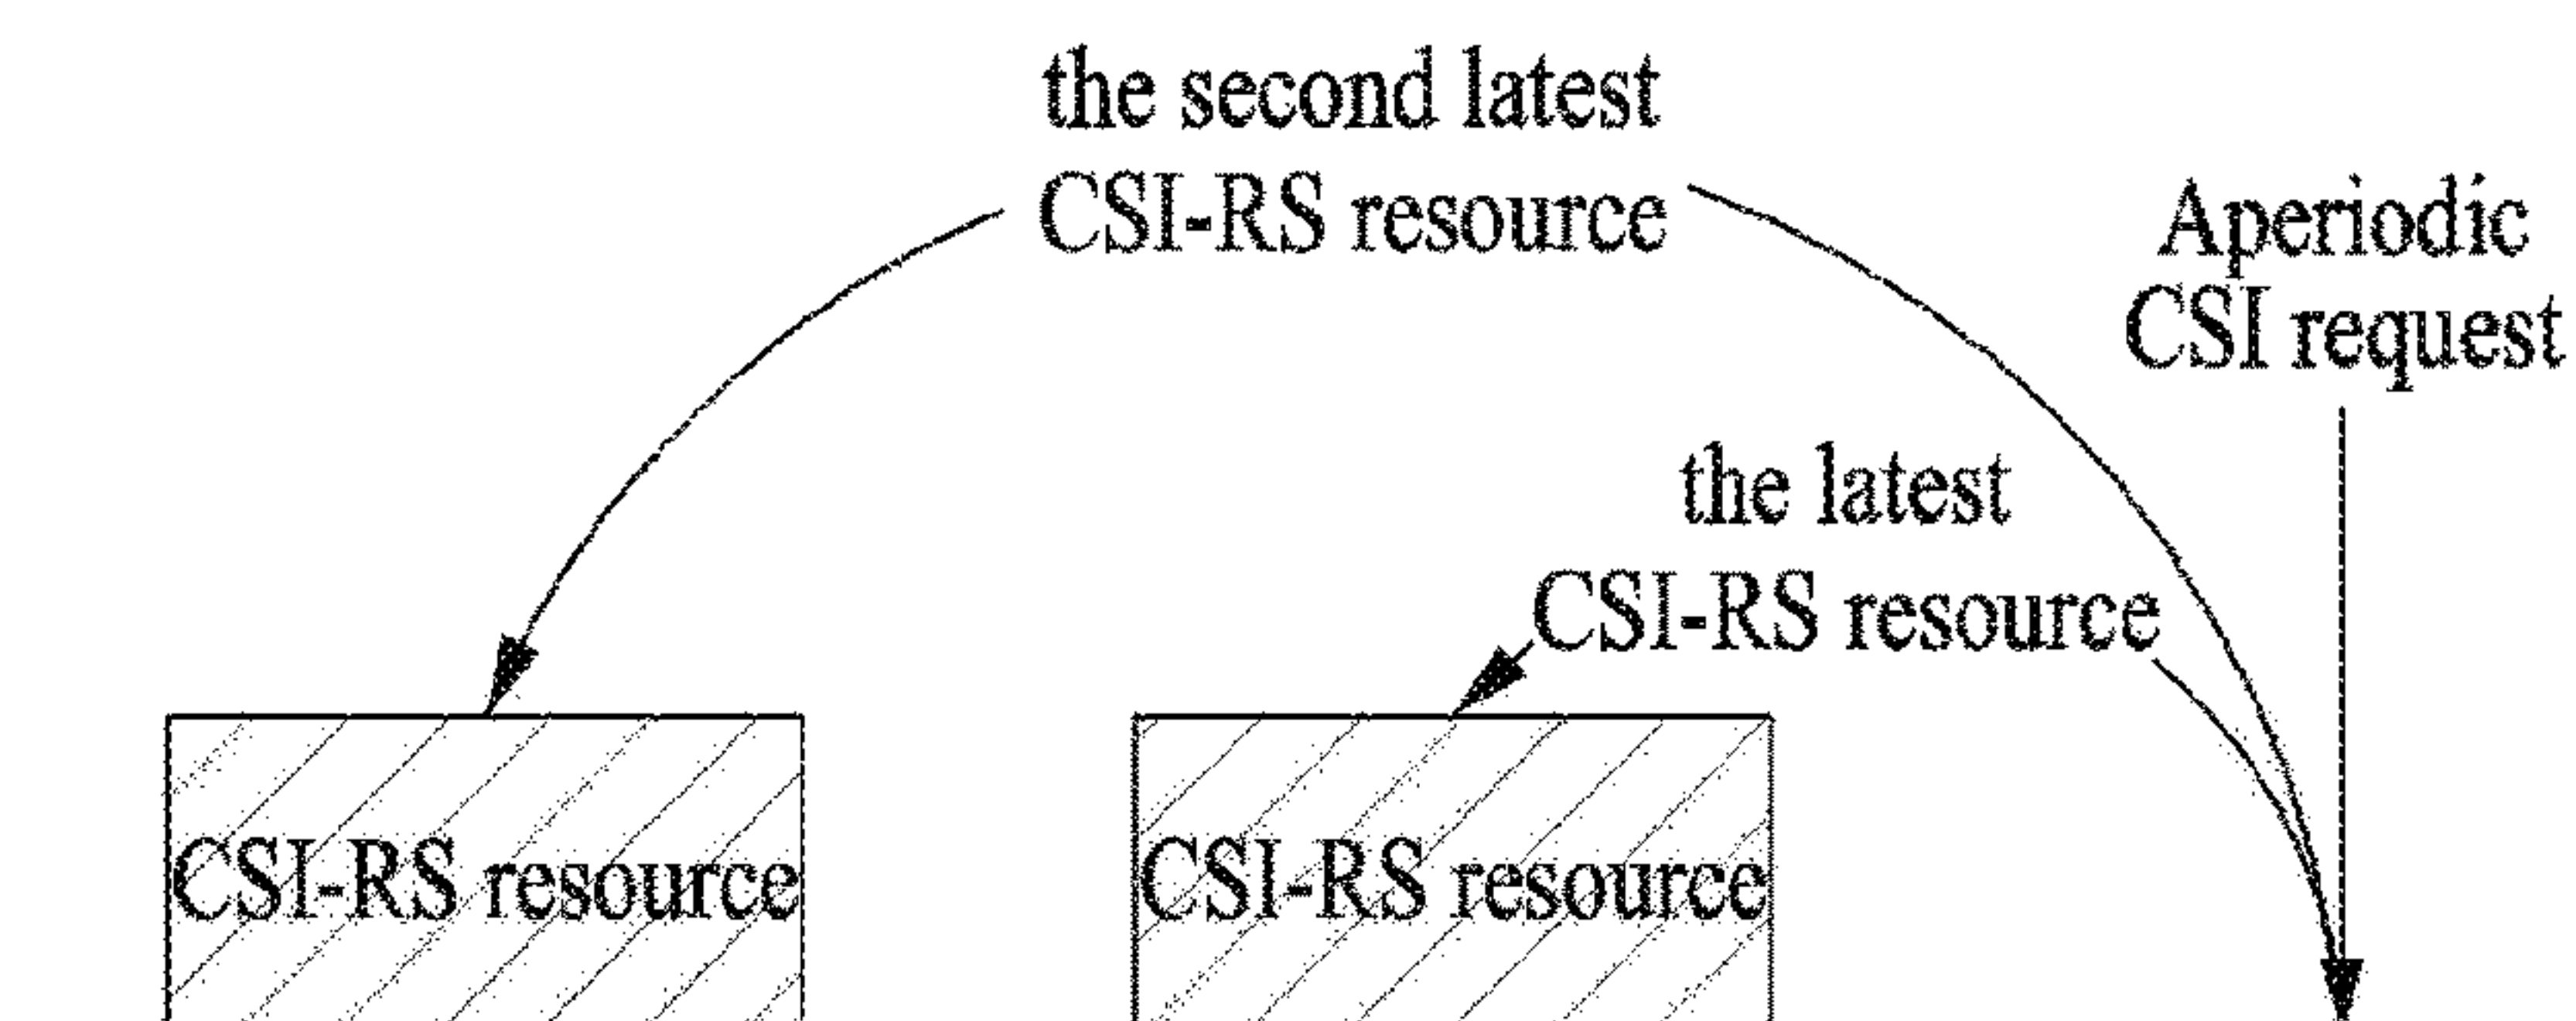 the second latest
CSI-RS resource
Aperiodic
CSI request
the latest
CSI-RS resource
CSI-RS resource
CSI-RS resource